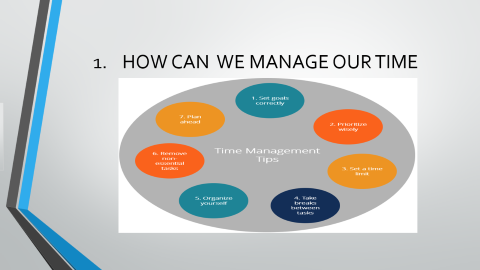 1. HOW CAN WE MANAGE OUR TIME
1. Set goals
correctly
2. Prioritize
wisely
3. Set a time
limit
4. Take
breaks
between
tasks
5. Organize
yourself
6. Remove
non-
essential
tasks
7. Plan
ahead
Time Management
Tips